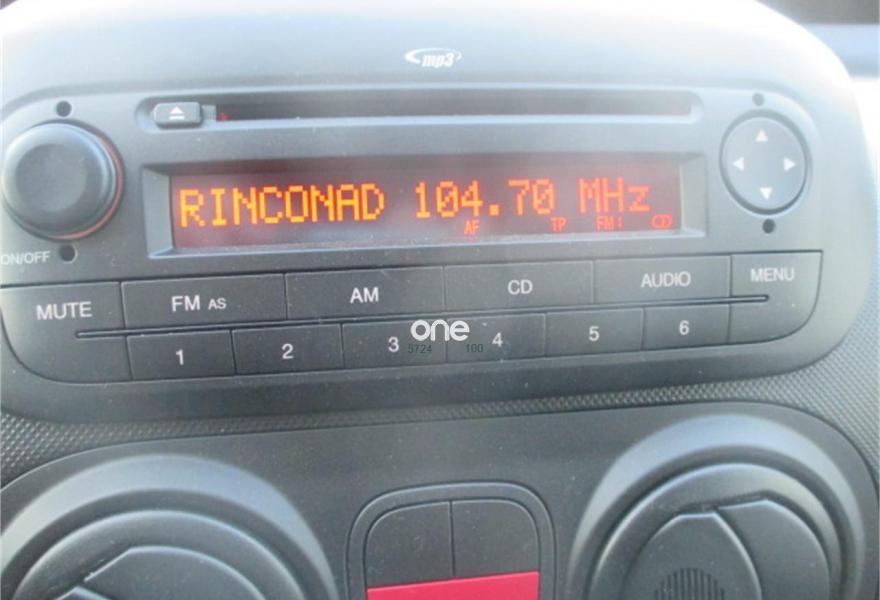 mp3
RINCONAD 104.70 MHz
AF TP FM1
ON/OFF
MUTE FM AS AM CD AUDIO MENU
1 2 3 4 5 6
one
5724 100